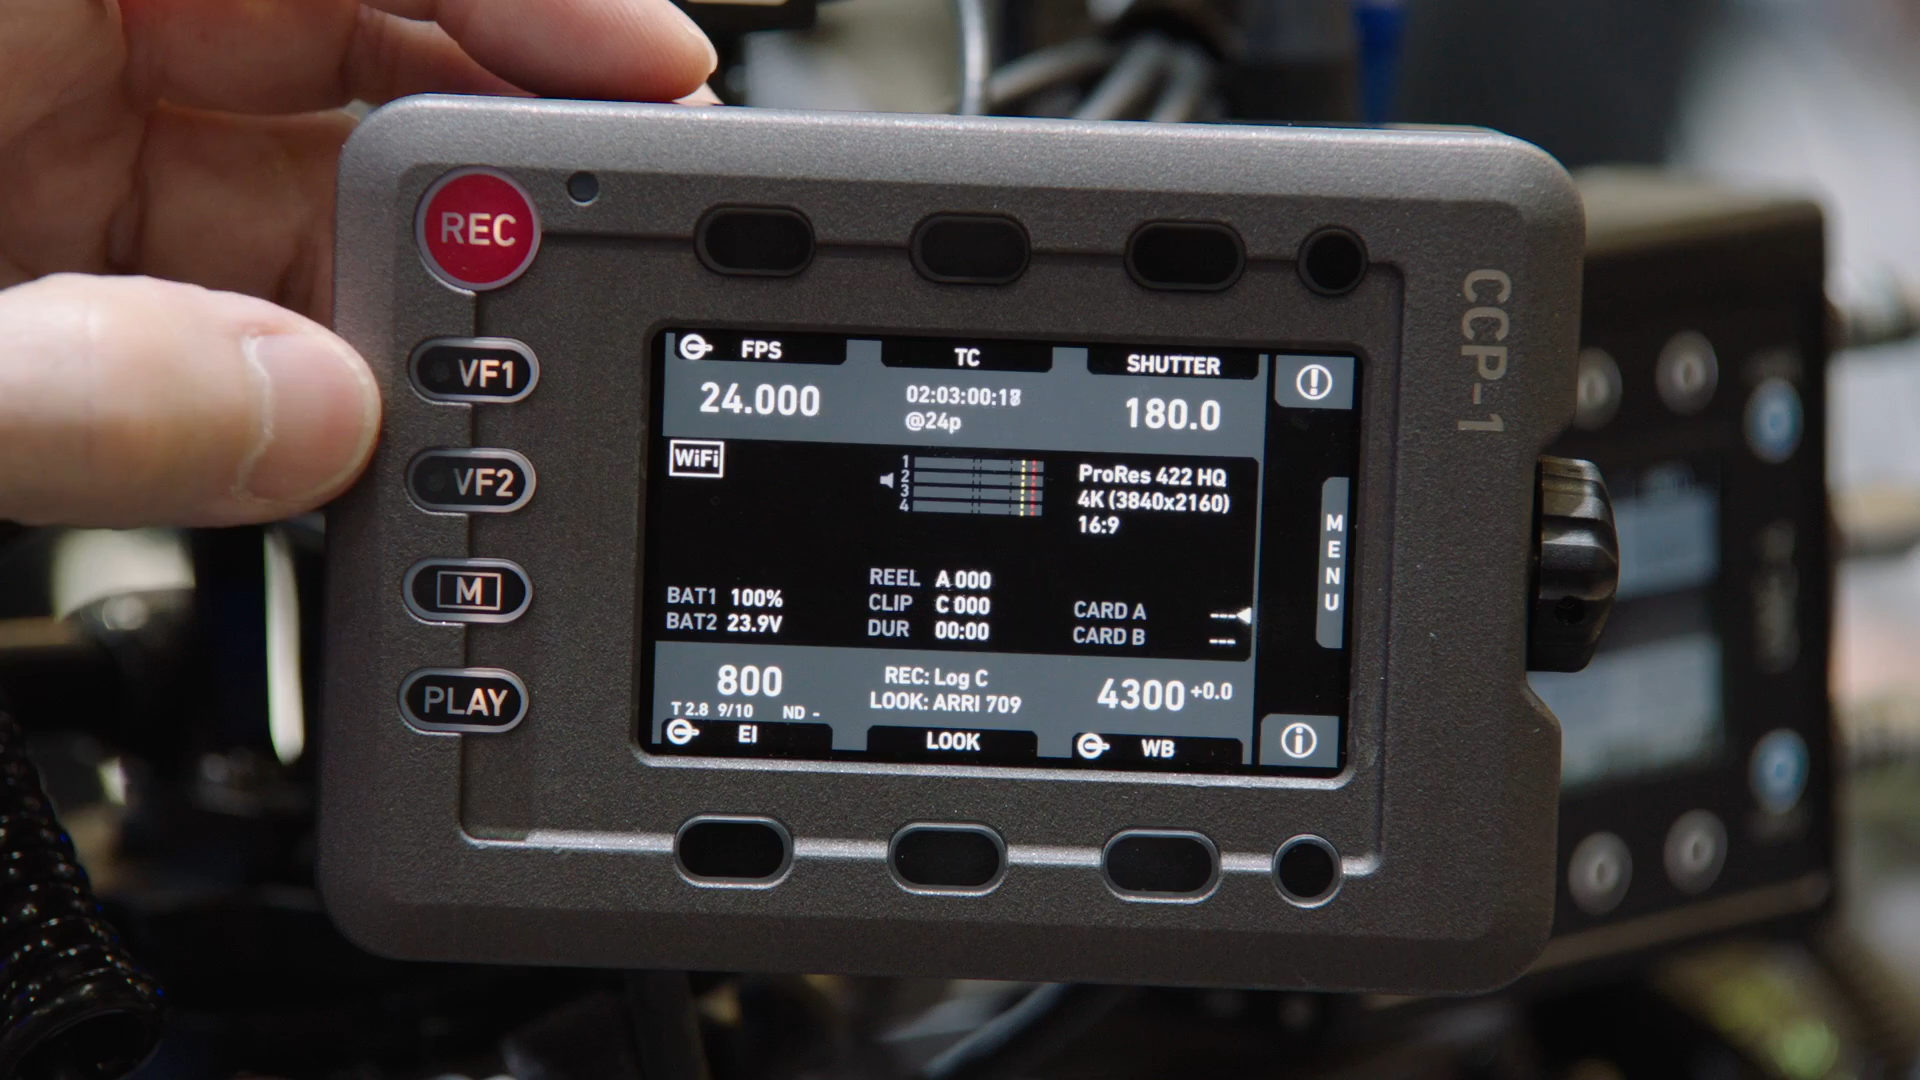 REC
CCP-1
VF1
VF2
M
PLAY
FPS
TC
SHUTTER
24.000
02:03:00:18
180.0
@24p
WiFi
1
2
3
4
ProRes 422 HQ
4K (3840x2160)
16:9
MENU
REEL A 000
CLIP C 000
DUR 00:00
BAT1 100%
BAT2 23.9V
CARD A ---
CARD B ---
800
T 2.8 9/10 ND -
REC: Log C
LOOK: ARRI 709
4300 +0.0
EI
LOOK
WB